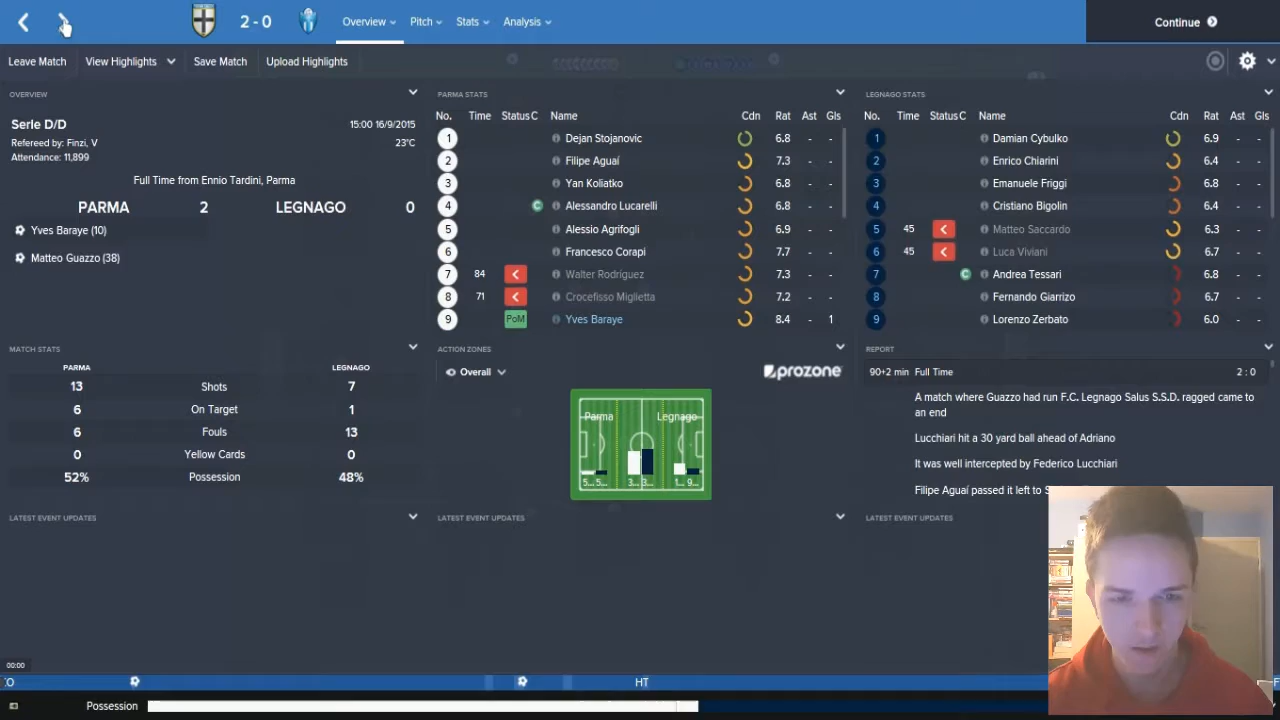 2 - 0
Overview
Pitch
Stats
Analysis
Continue
Leave Match
View Highlights
Save Match
Upload Highlights
OVERVIEW
Serie D/D 15:00 16/9/2015
Refereed by: Finzi, V 23°C
Attendance: 11,899
Full Time from Ennio Tardini, Parma
PARMA 2 LEGNAGO 0
Yves Baraye (10)
Matteo Guazzo (38)
PARMA STATS
No. Time Status C Name Cdn Rat Ast Gls
1 Dejan Stojanovic 6.8 - -
2 Filipe Aguaí 7.3 - -
3 Yan Koliatko 6.8 - -
4 C Alessandro Lucarelli 6.8 - -
5 Alessio Agrifogli 6.9 - -
6 Francesco Corapi 7.7 - -
7 84 Walter Rodríguez 7.3 - -
8 71 Crocefisso Miglietta 7.2 - -
9 PoM Yves Baraye 8.4 - 1
LEGNAGO STATS
No. Time Status C Name Cdn Rat Ast Gls
1 Damian Cybulko 6.9 - -
2 Enrico Chiarini 6.4 - -
3 Emanuele Friggi 6.8 - -
4 Cristiano Bigolin 6.4 - -
5 45 Matteo Saccardo 6.3 - -
6 45 Luca Viviani 6.7 - -
7 C Andrea Tessari 6.8 - -
8 Fernando Giarrizo 6.7 - -
9 Lorenzo Zerbato 6.0 - -
MATCH STATS
PARMA LEGNAGO
13 Shots 7
6 On Target 1
6 Fouls 13
0 Yellow Cards 0
52% Possession 48%
ACTION ZONES
Overall
prozone
Parma Legnago
5... 5... 3... 3... 1... 9...
REPORT
90+2 min Full Time 2 : 0
A match where Guazzo had run F.C. Legnago Salus S.S.D. ragged came to
an end
Lucchiari hit a 30 yard ball ahead of Adriano
It was well intercepted by Federico Lucchiari
Filipe Aguaí passed it left to S
LATEST EVENT UPDATES
LATEST EVENT UPDATES
LATEST EVENT UPDATES
00:00
HT
Possession